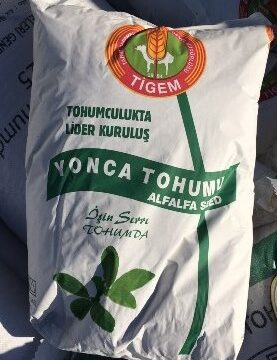 TİGEM
TOHUMCULUKTA
LİDER KURULUŞ
YONCA TOHUMU
ALFALFA SEED
İşin Sırrı
TOHUMDA